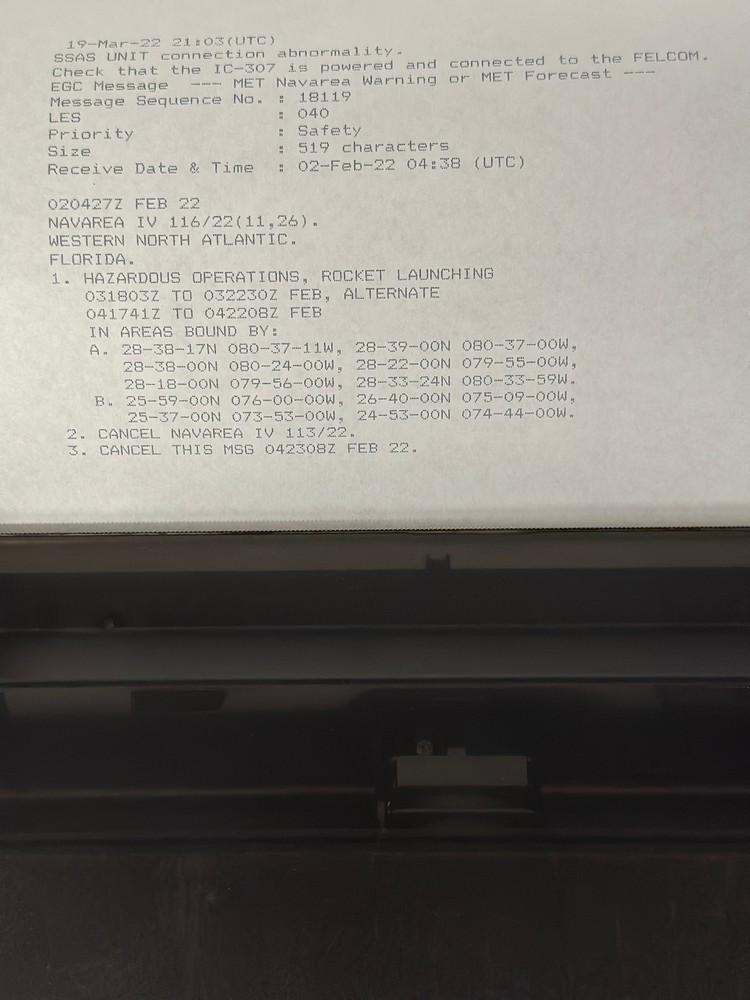 19-Mar-22 21:03(UTC)
SSAS UNIT connection abnormality.
Check that the IC-307 is powered and connected to the FELCOM.
EGC Message --- MET Navarea Warning or MET Forecast ---
Message Sequence No. : 18119
LES : 040
Priority : Safety
Size : 519 characters
Receive Date & Time : 02-Feb-22 04:38 (UTC)
020427Z FEB 22
NAVAREA IV 116/22(11,26).
WESTERN NORTH ATLANTIC.
FLORIDA.
1. HAZARDOUS OPERATIONS, ROCKET LAUNCHING
031803Z TO 032230Z FEB, ALTERNATE
041741Z TO 042208Z FEB
IN AREAS BOUND BY:
A. 28-38-17N 080-37-11W, 28-39-00N 080-37-00W,
28-38-00N 080-24-00W, 28-22-00N 079-55-00W,
28-18-00N 079-56-00W, 28-33-24N 080-33-59W.
B. 25-59-00N 076-00-00W, 26-40-00N 075-09-00W,
25-37-00N 073-53-00W, 24-53-00N 074-44-00W.
2. CANCEL NAVAREA IV 113/22.
3. CANCEL THIS MSG 042308Z FEB 22.